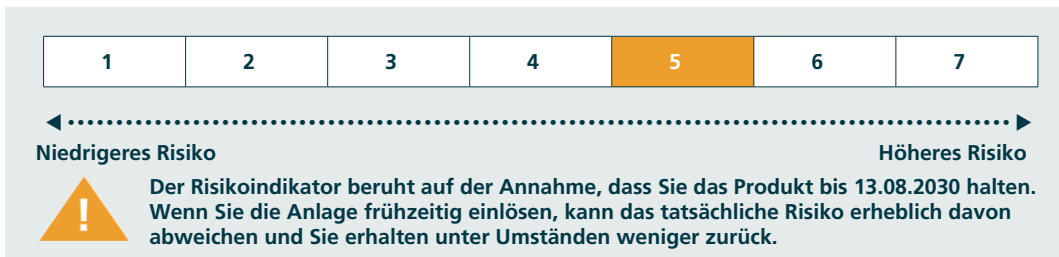 1 2 3 4 5 6 7
Niedrigeres Risiko Höheres Risiko
Der Risikoindikator beruht auf der Annahme, dass Sie das Produkt bis 13.08.2030 halten.
Wenn Sie die Anlage frühzeitig einlösen, kann das tatsächliche Risiko erheblich davon
abweichen und Sie erhalten unter Umständen weniger zurück.